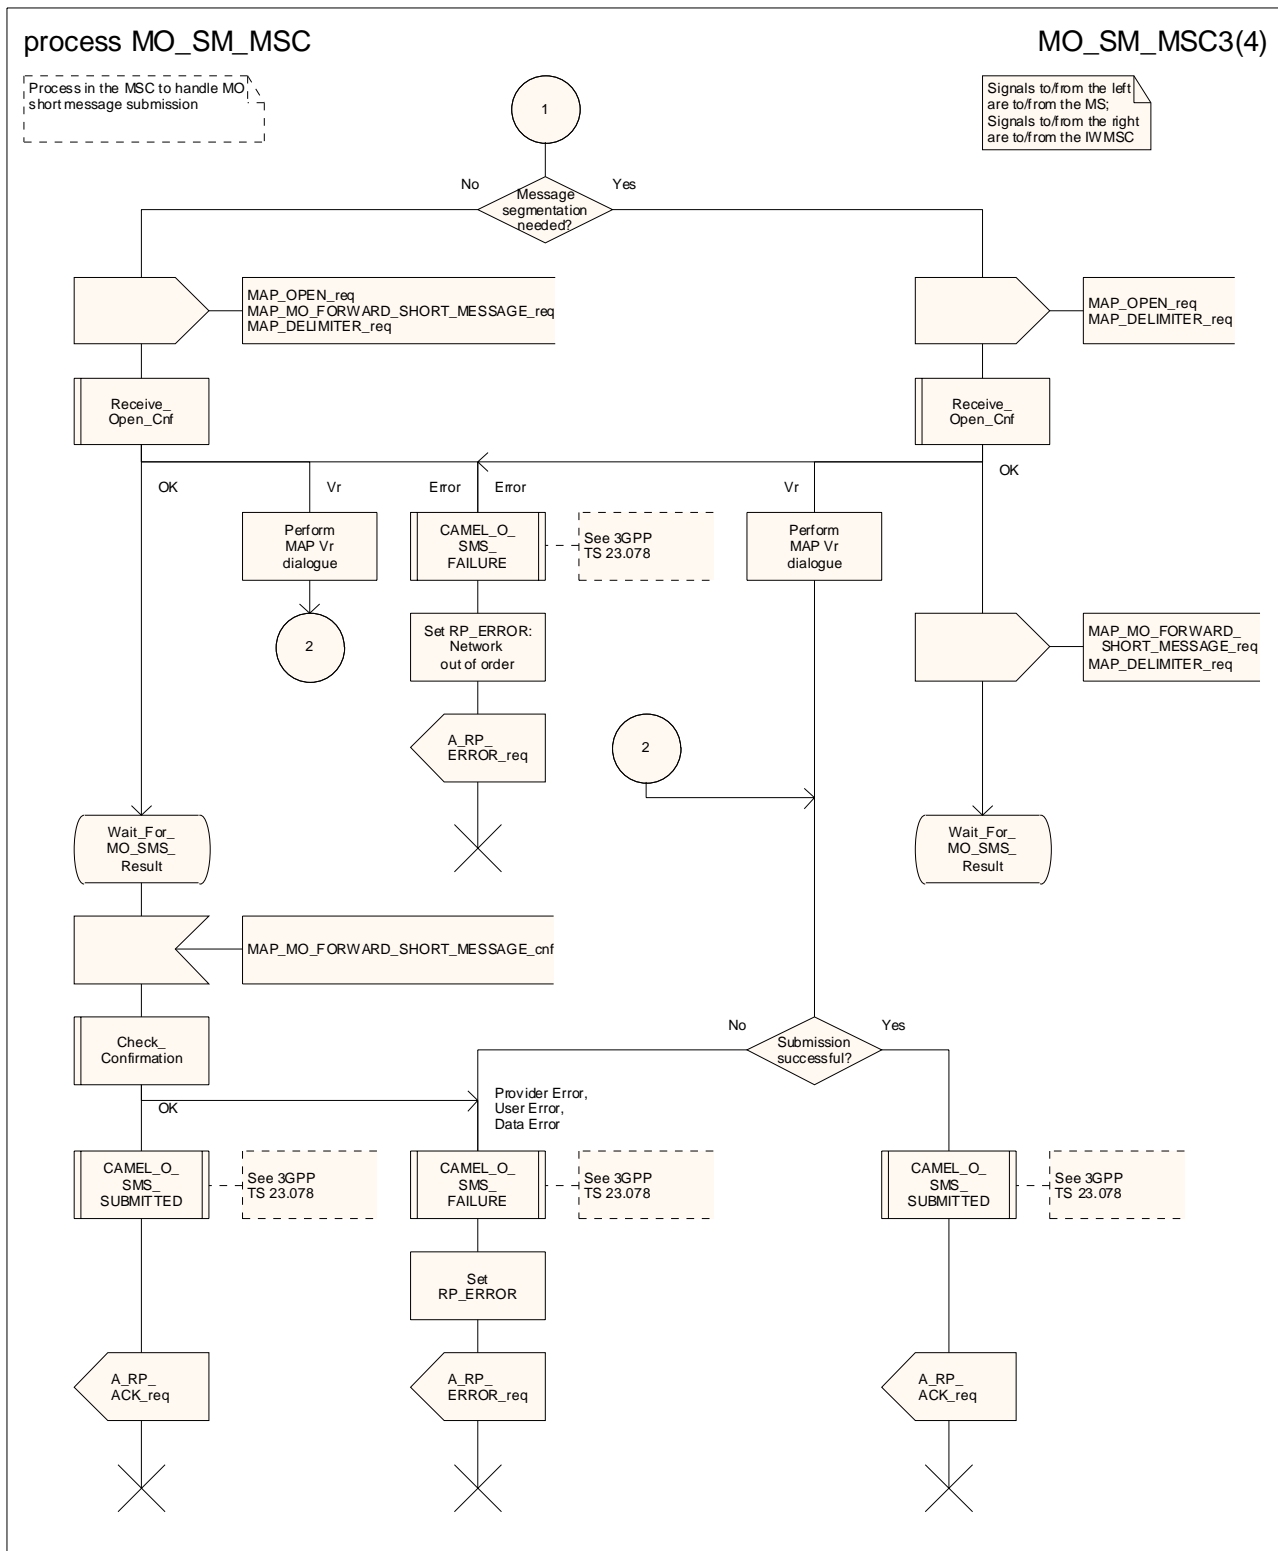 process MO_SM_MSC
MO_SM_MSC3(4)
Process in the MSC to handle MO
short message submission
1
Signals to/from the left
are to/from the MS;
Signals to/from the right
are to/from the IWMSC
No
Yes
Message
segmentation
needed?
MAP_OPEN_req
MAP_MO_FORWARD_SHORT_MESSAGE_req
MAP_DELIMITER_req
MAP_OPEN_req
MAP_DELIMITER_req
Receive_
Open_Cnf
Receive_
Open_Cnf
OK
Vr
Error
Error
Vr
OK
Perform
MAP Vr
dialogue
CAMEL_O_
SMS_
FAILURE
See 3GPP
TS 23.078
Perform
MAP Vr
dialogue
2
Set RP_ERROR:
Network
out of order
MAP_MO_FORWARD_
SHORT_MESSAGE_req
MAP_DELIMITER_req
A_RP_
ERROR_req
2
Wait_For_
MO_SMS_
Result
Wait_For_
MO_SMS_
Result
MAP_MO_FORWARD_SHORT_MESSAGE_cnf
Check_
Confirmation
No
Yes
Submission
successful?
OK
Provider Error,
User Error,
Data Error
CAMEL_O_
SMS_
SUBMITTED
See 3GPP
TS 23.078
CAMEL_O_
SMS_
FAILURE
See 3GPP
TS 23.078
CAMEL_O_
SMS_
SUBMITTED
See 3GPP
TS 23.078
Set
RP_ERROR
A_RP_
ACK_req
A_RP_
ERROR_req
A_RP_
ACK_req